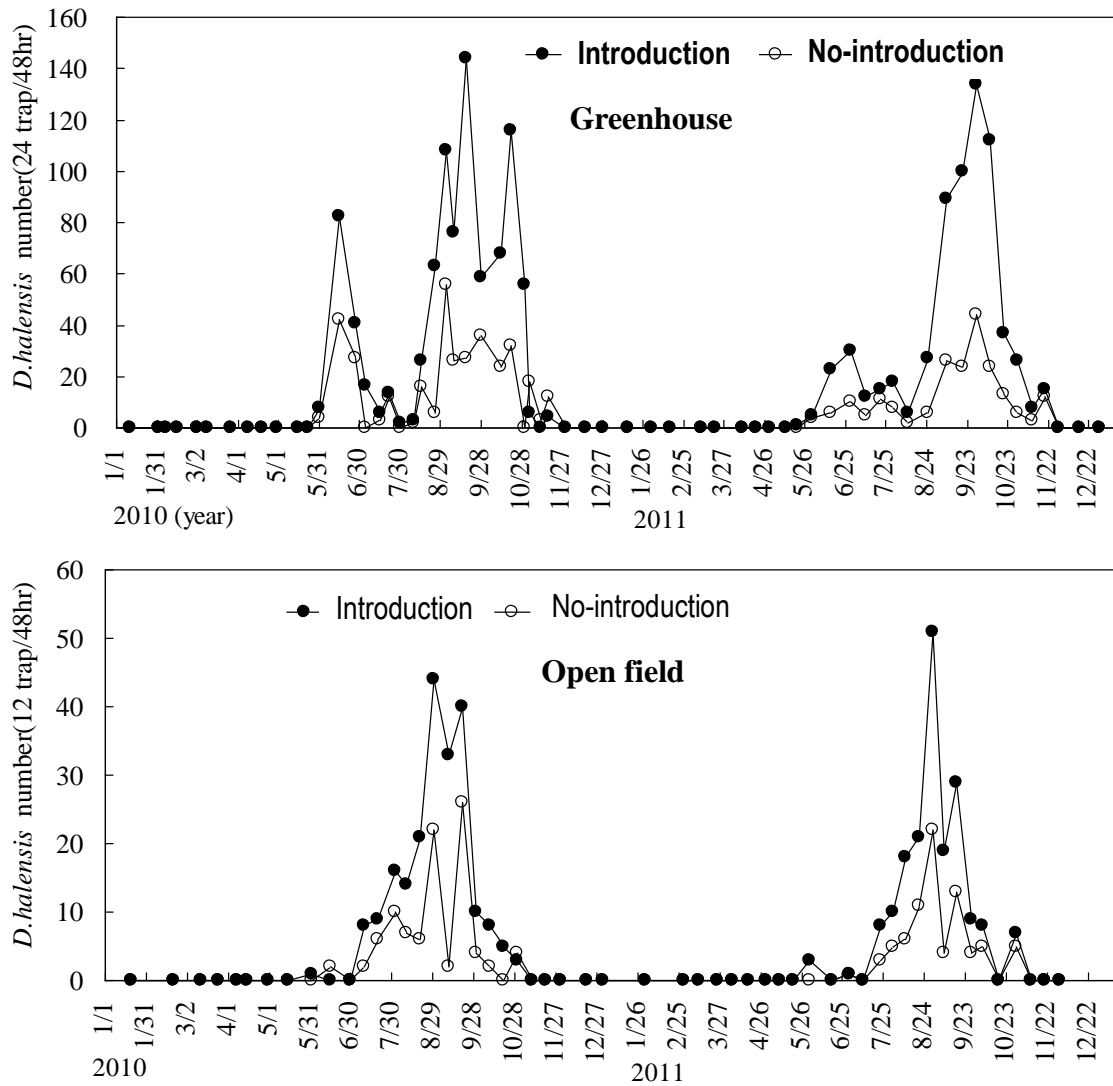 160
140
120
100
80
60
40
20
0
D.halensis number(24 trap/48hr)
Introduction No-introduction
Greenhouse
1/1 1/31 3/2 4/1 5/1 5/31 6/30 7/30 8/29 9/28 10/28 11/27 12/27 1/26 2/25 3/27 4/26 5/26 6/25 7/25 8/24 9/23 10/23 11/22 12/22
2010 (year) 2011
60
50
40
30
20
10
0
D.halensis number(12 trap/48hr)
Introduction No-introduction
Open field
1/1 1/31 3/2 4/1 5/1 5/31 6/30 7/30 8/29 9/28 10/28 11/27 12/27 1/26 2/25 3/27 4/26 5/26 6/25 7/25 8/24 9/23 10/23 11/22 12/22
2010 2011